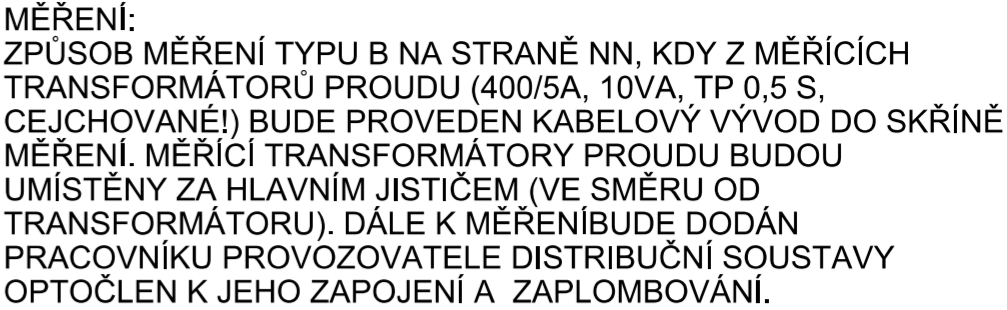 MĚŘENÍ:
ZPŮSOB MĚŘENÍ TYPU B NA STRANĚ NN, KDY Z MĚŘÍCÍCH
TRANSFORMÁTORŮ PROUDU (400/5A, 10VA, TP 0,5 S,
CEJCHOVANÉ!) BUDE PROVEDEN KABELOVÝ VÝVOD DO SKŘÍNĚ
MĚŘENÍ. MĚŘÍCÍ TRANSFORMÁTORY PROUDU BUDOU
UMÍSTĚNY ZA HLAVNÍM JISTIČEM (VE SMĚRU OD
TRANSFORMÁTORU). DÁLE K MĚŘENÍBUDE DODÁN
PRACOVNÍKU PROVOZOVATELE DISTRIBUČNÍ SOUSTAVY
OPTOČLEN K JEHO ZAPOJENÍ A  ZAPLOMBOVÁNÍ.